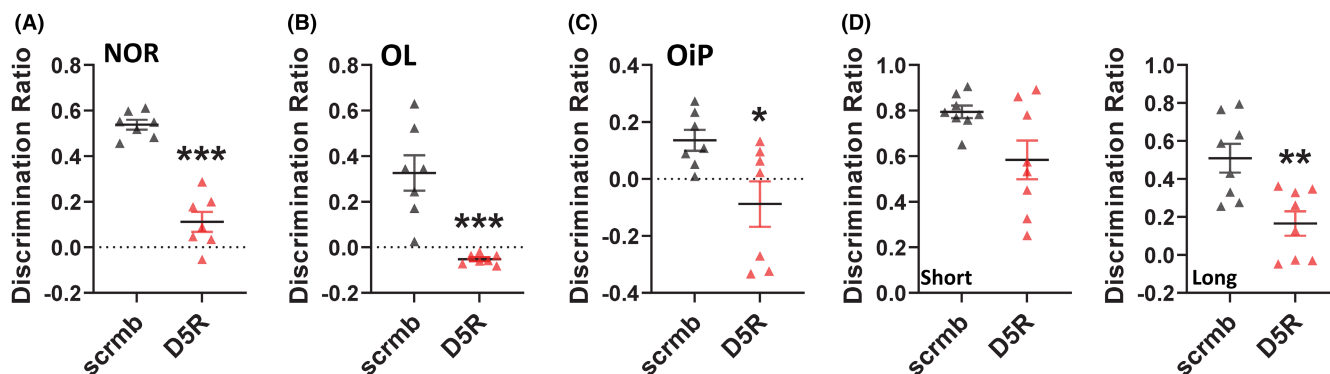 (A)
NOR
Discrimination Ratio
0.8
0.6
0.4
0.2
0.0
-0.2
***
scrmb
D5R
(B)
OL
Discrimination Ratio
0.8
0.6
0.4
0.2
0.0
-0.2
***
scrmb
D5R
(C)
OiP
Discrimination Ratio
0.4
0.2
0.0
-0.2
-0.4
*
scrmb
D5R
(D)
Discrimination Ratio
1.0
0.8
0.6
0.4
0.2
0.0
Short
scrmb
D5R
Discrimination Ratio
1.0
0.8
0.6
0.4
0.2
0.0
-0.2
**
Long
scrmb
D5R